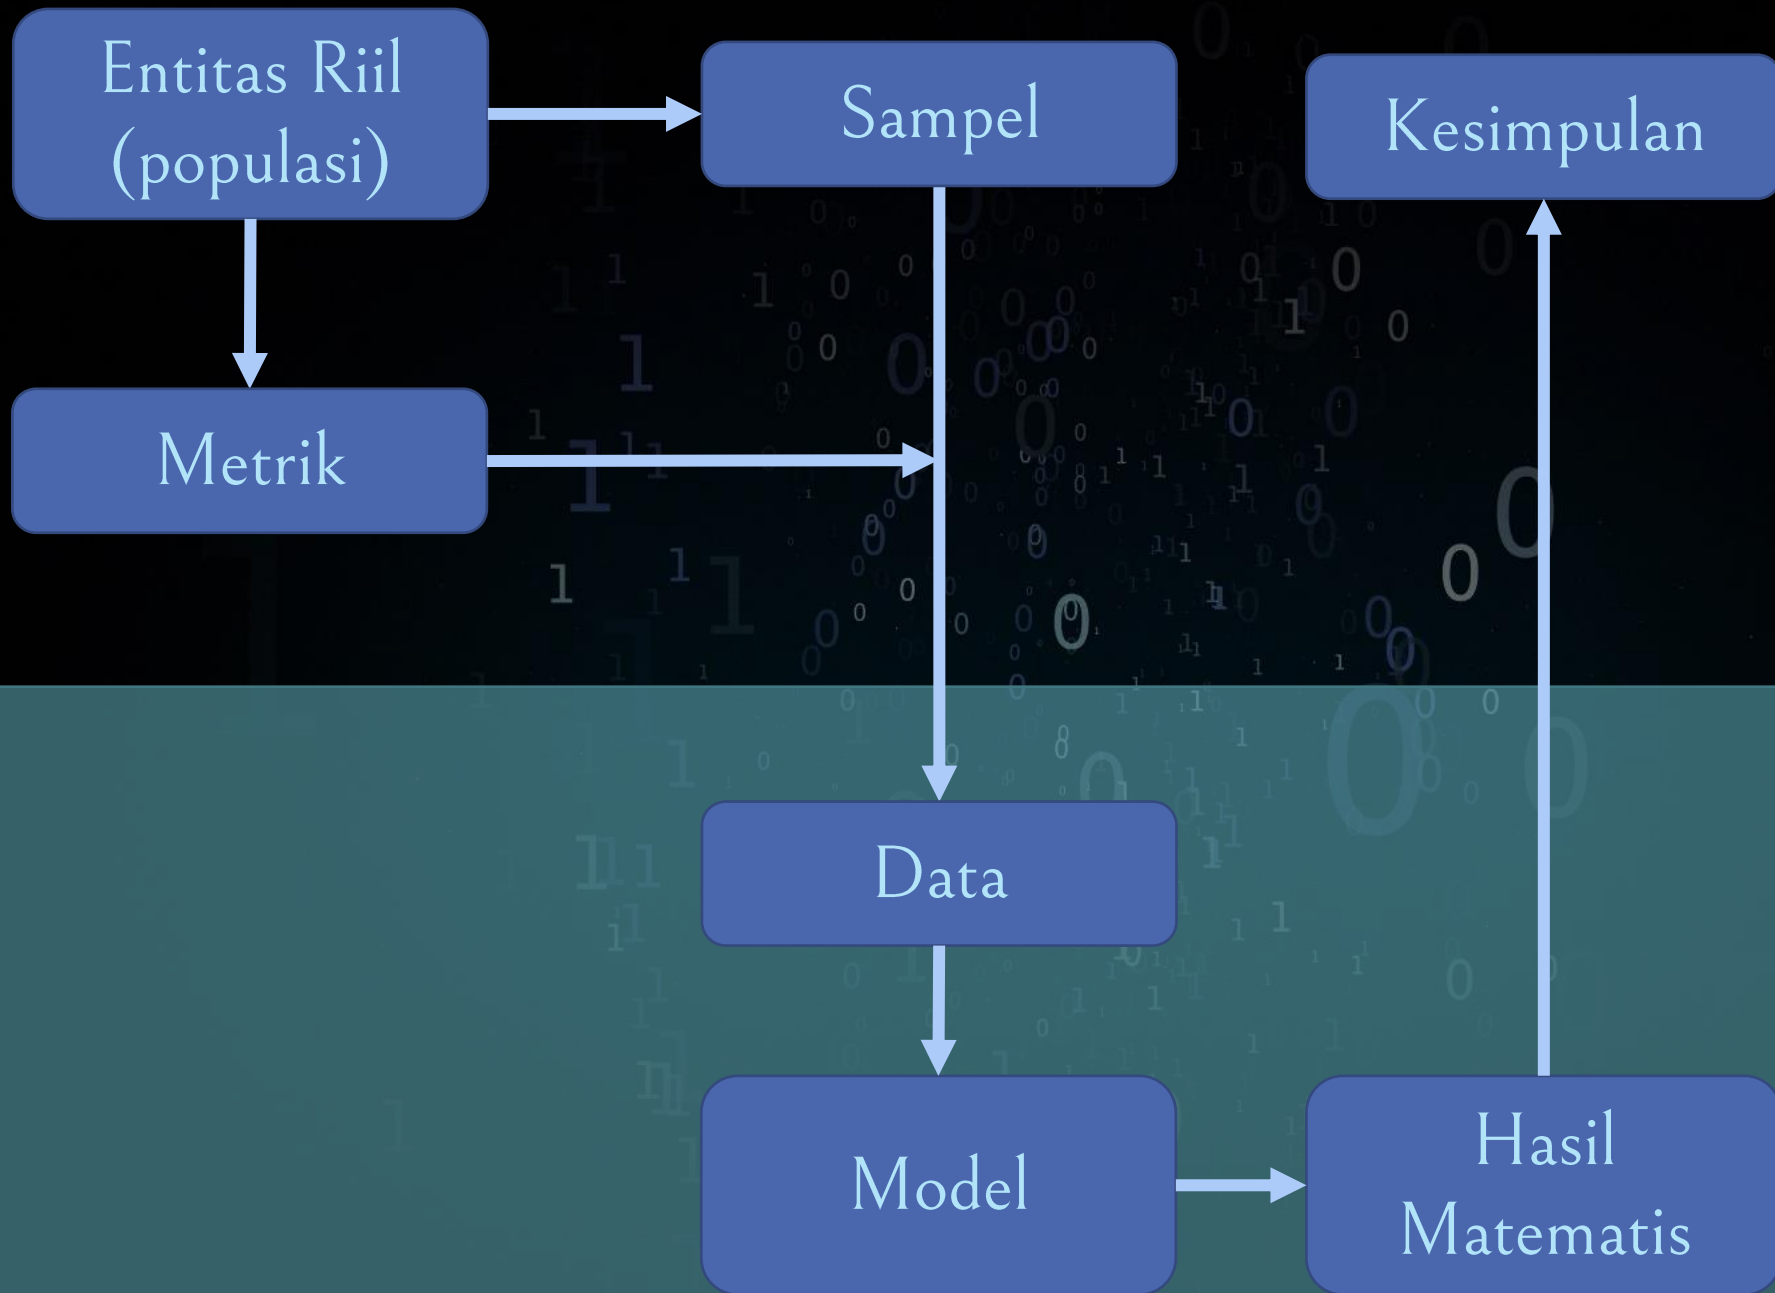 Entitas Riil
(populasi)
Sampel
Kesimpulan
Metrik
Data
Model
Hasil
Matematis